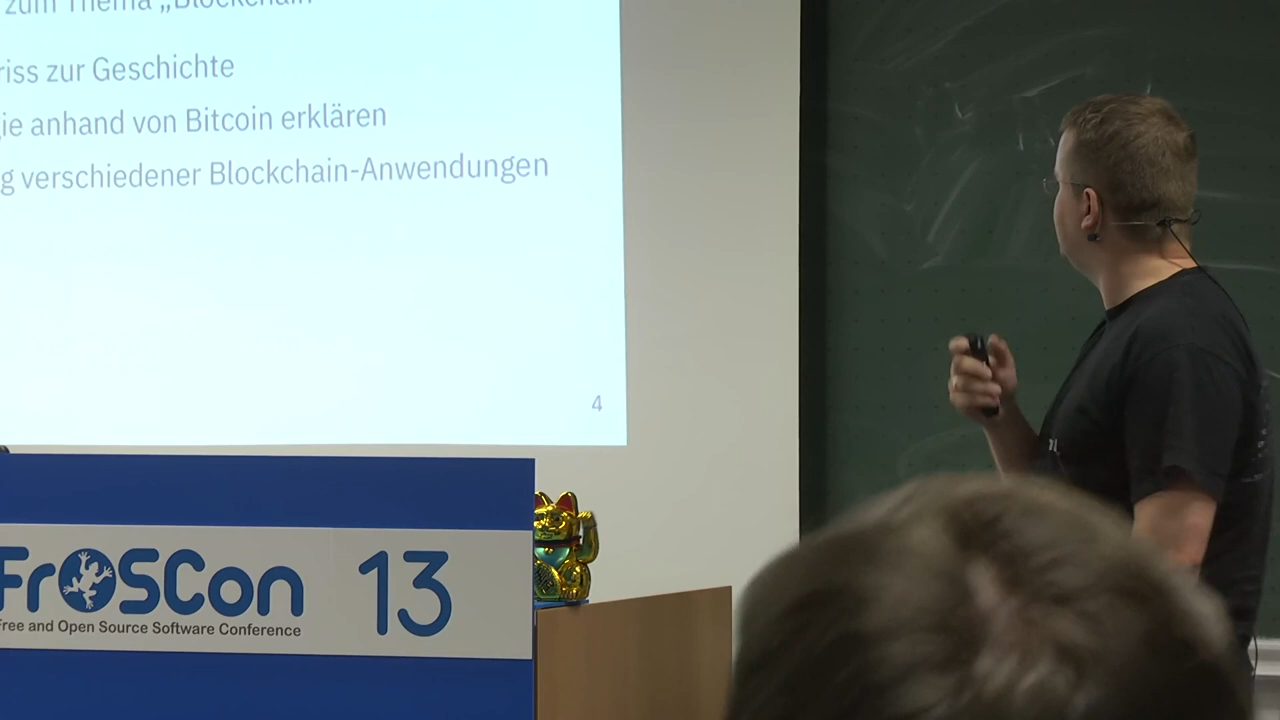 zum Thema „Blockchain
riss zur Geschichte
gie anhand von Bitcoin erklären
g verschiedener Blockchain-Anwendungen
4
FrOSCon 13
Free and Open Source Software Conference